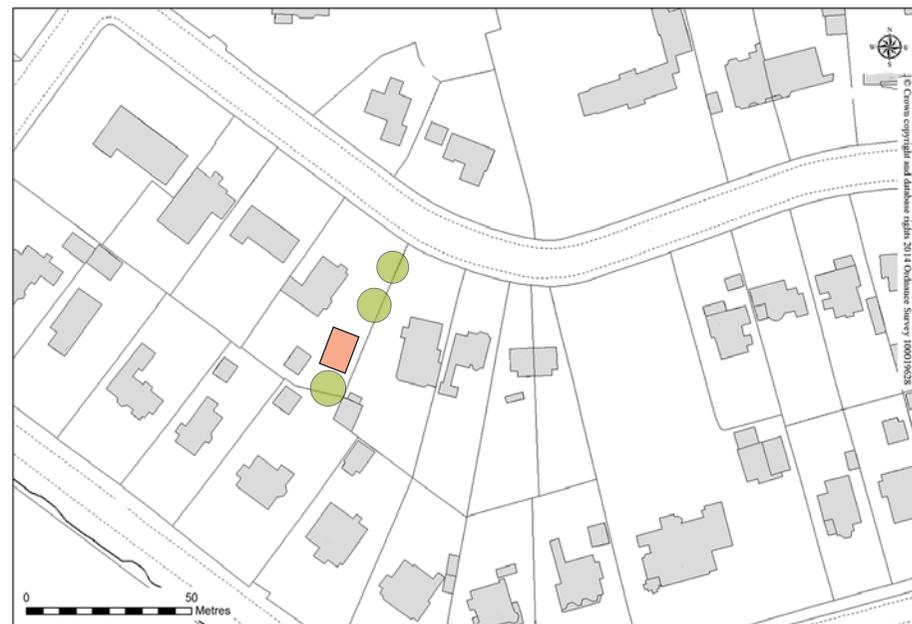 N
W E
S
© Crown copyright and database rights 2014 Ordnance Survey 100019628
0 50
Metres